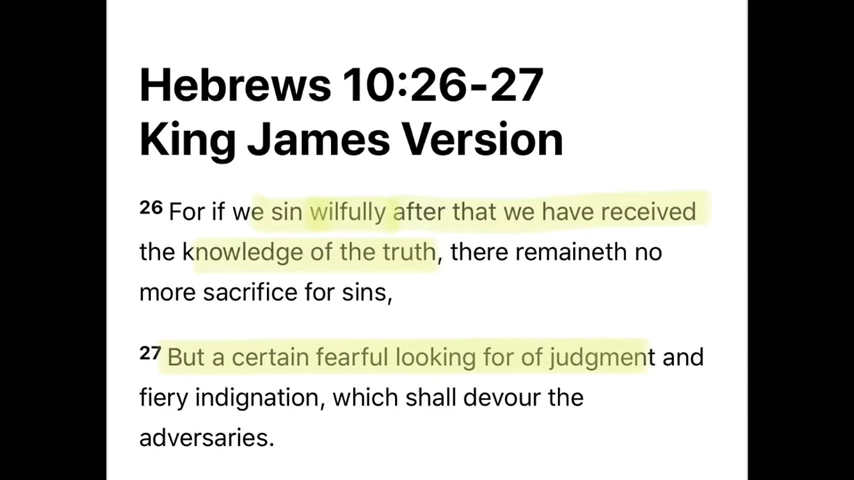 Hebrews 10:26-27
King James Version
26 For if we sin wilfully after that we have received
the knowledge of the truth, there remaineth no
more sacrifice for sins,
27 But a certain fearful looking for of judgment and
fiery indignation, which shall devour the
adversaries.